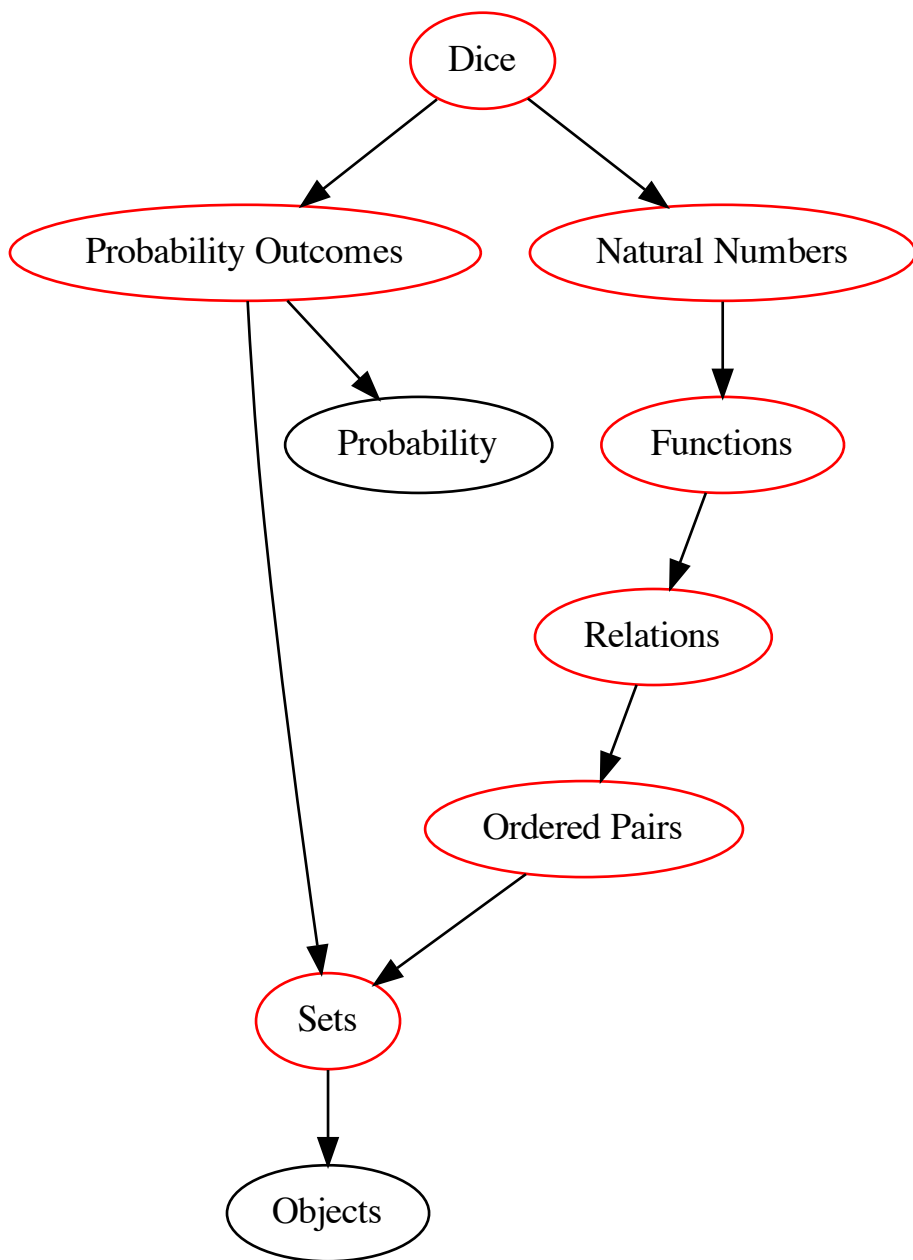 Dice
Probability Outcomes
Natural Numbers
Probability
Functions
Relations
Ordered Pairs
Sets
Objects